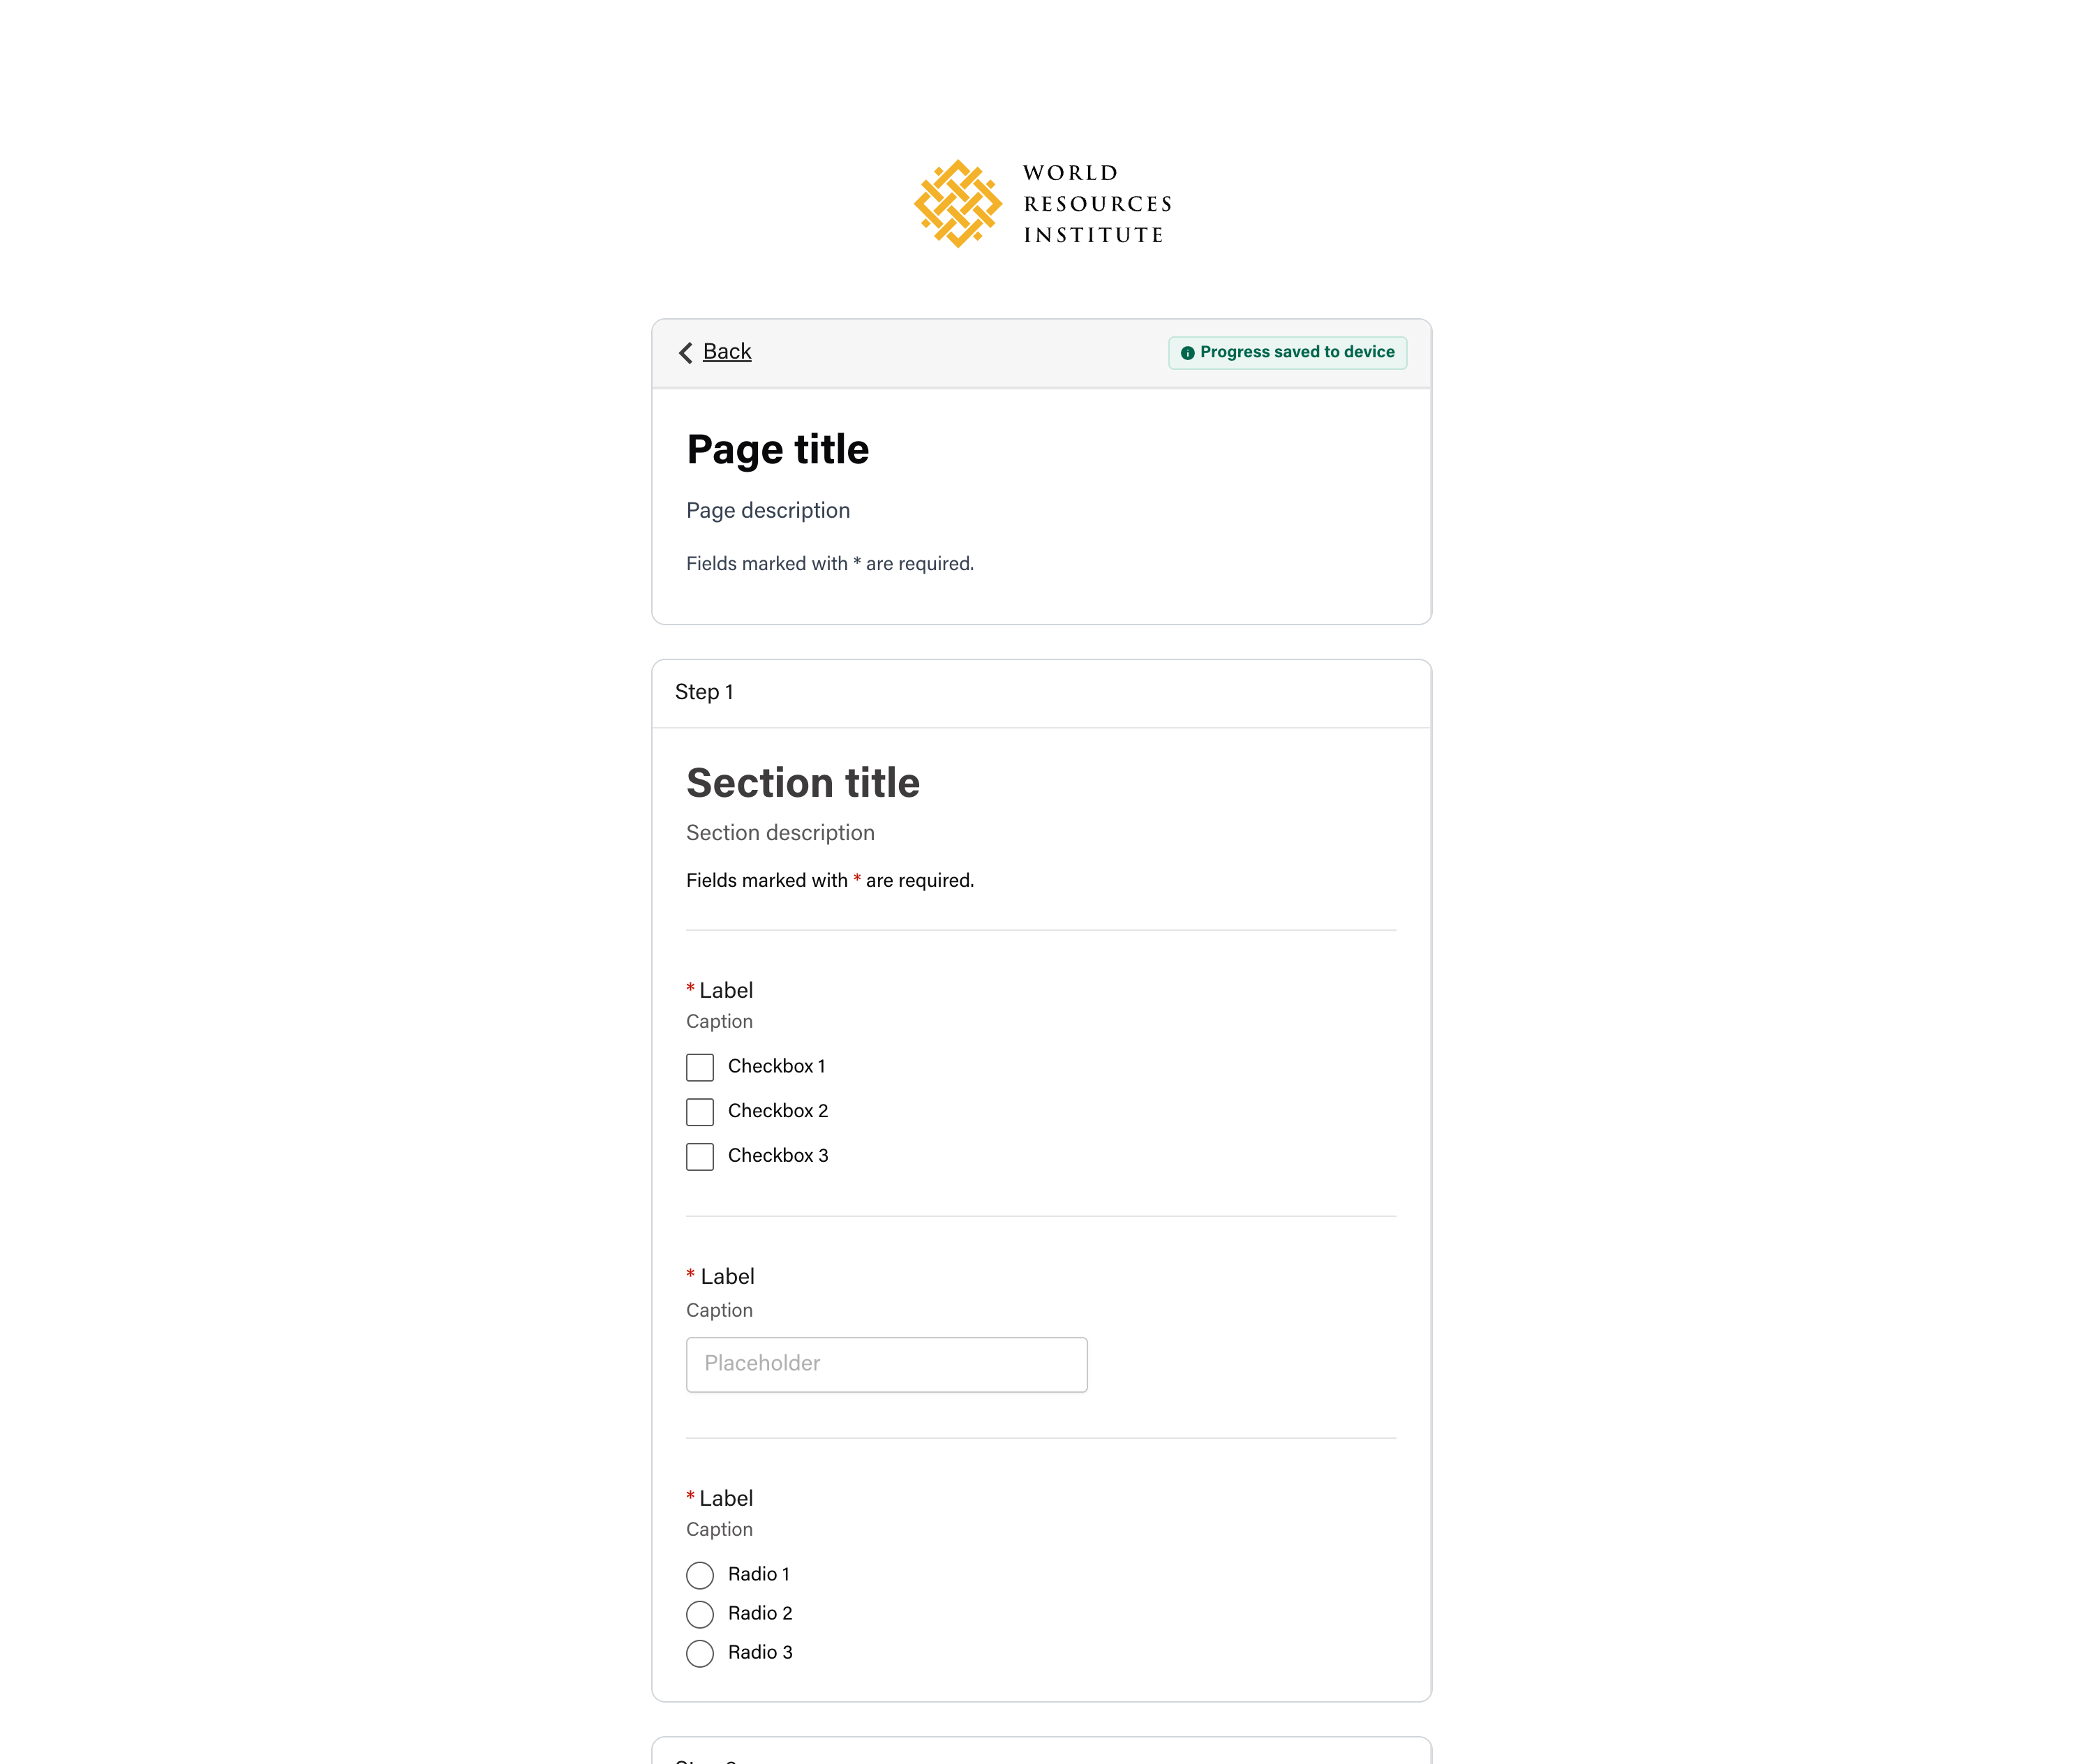 WORLD
RESOURCES
INSTITUTE
Back
Progress saved to device
Page title
Page description
Fields marked with * are required.
Step 1
Section title
Section description
Fields marked with * are required.
* Label
Caption
Checkbox 1
Checkbox 2
Checkbox 3
* Label
Caption
Placeholder
* Label
Caption
Radio 1
Radio 2
Radio 3